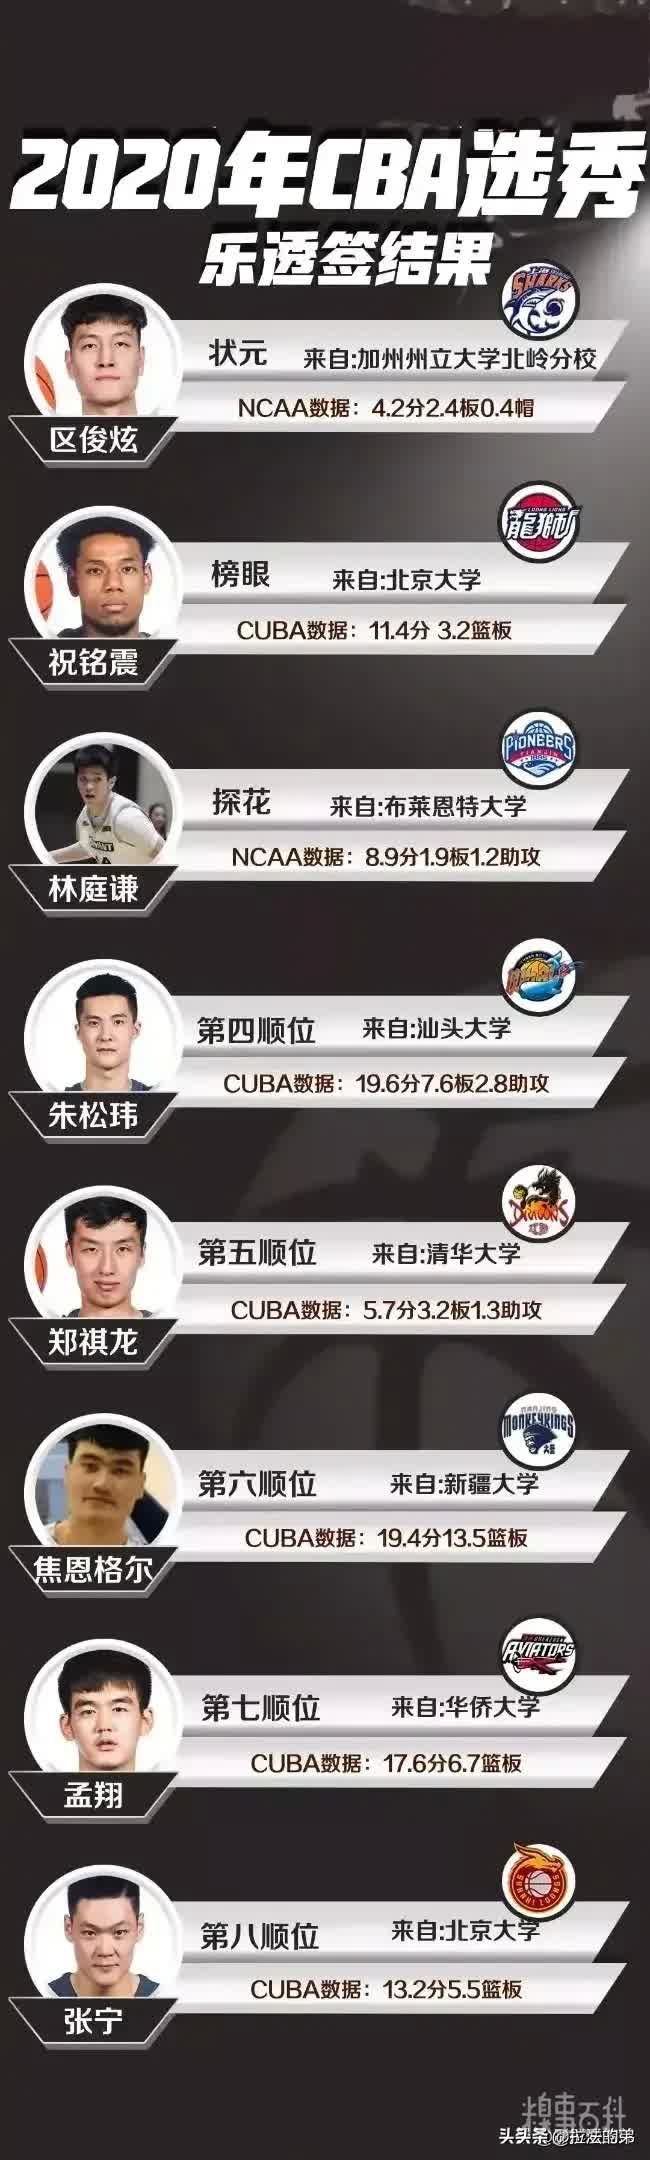 2020年CBA选秀
乐透签结果
SHARKS
状元 来自:加州州立大学北岭分校
NCAA数据：4.2分2.4板0.4帽
区俊炫
龍獅
榜眼 来自:北京大学
CUBA数据：11.4分 3.2篮板
祝铭震
PIONEERS
探花 来自:布莱恩特大学
NCAA数据：8.9分1.9板1.2助攻
林庭谦
第四顺位 来自:汕头大学
CUBA数据：19.6分7.6板2.8助攻
朱松玮
DRAGONS
第五顺位 来自:清华大学
CUBA数据：5.7分3.2板1.3助攻
郑祺龙
NANJING
MONKEYKINGS
第六顺位 来自:新疆大学
CUBA数据：19.4分13.5篮板
焦恩格尔
AVIATORS
第七顺位 来自:华侨大学
CUBA数据：17.6分6.7篮板
孟翔
第八顺位 来自:北京大学
CUBA数据：13.2分5.5篮板
张宁
糗事百科
头头条@拉法的弟